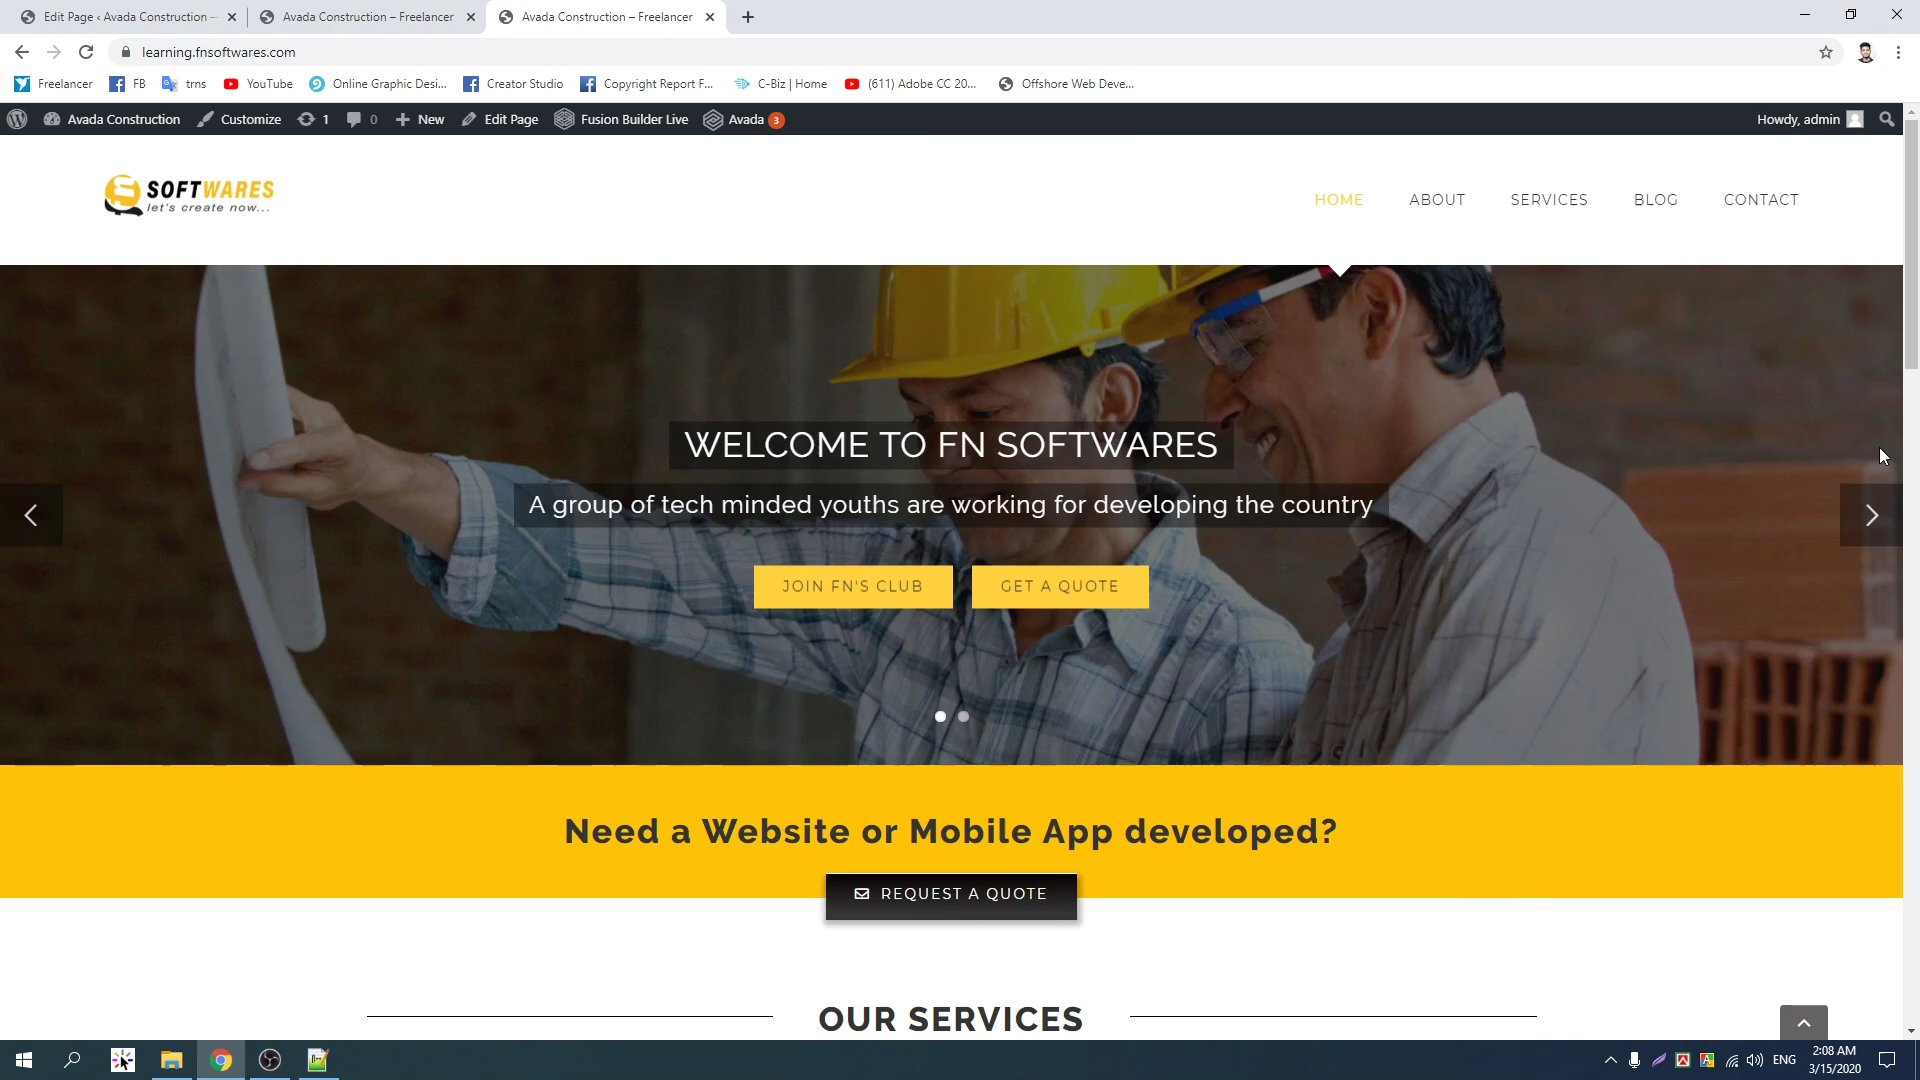 Edit Page ‹ Avada Construction –
Avada Construction – Freelancer
Avada Construction – Freelancer
learning.fnsoftwares.com
Freelancer
FB
trns
YouTube
Online Graphic Desi...
Creator Studio
Copyright Report F...
C-Biz | Home
(611) Adobe CC 20...
Offshore Web Deve...
Avada Construction
Customize
1
0
New
Edit Page
Fusion Builder Live
Avada 3
Howdy, admin
SOFTWARES
let's create now...
HOME
ABOUT
SERVICES
BLOG
CONTACT
WELCOME TO FN SOFTWARES
A group of tech minded youths are working for developing the country
JOIN FN'S CLUB
GET A QUOTE
Need a Website or Mobile App developed?
REQUEST A QUOTE
OUR SERVICES
ENG
2:08 AM
3/15/2020